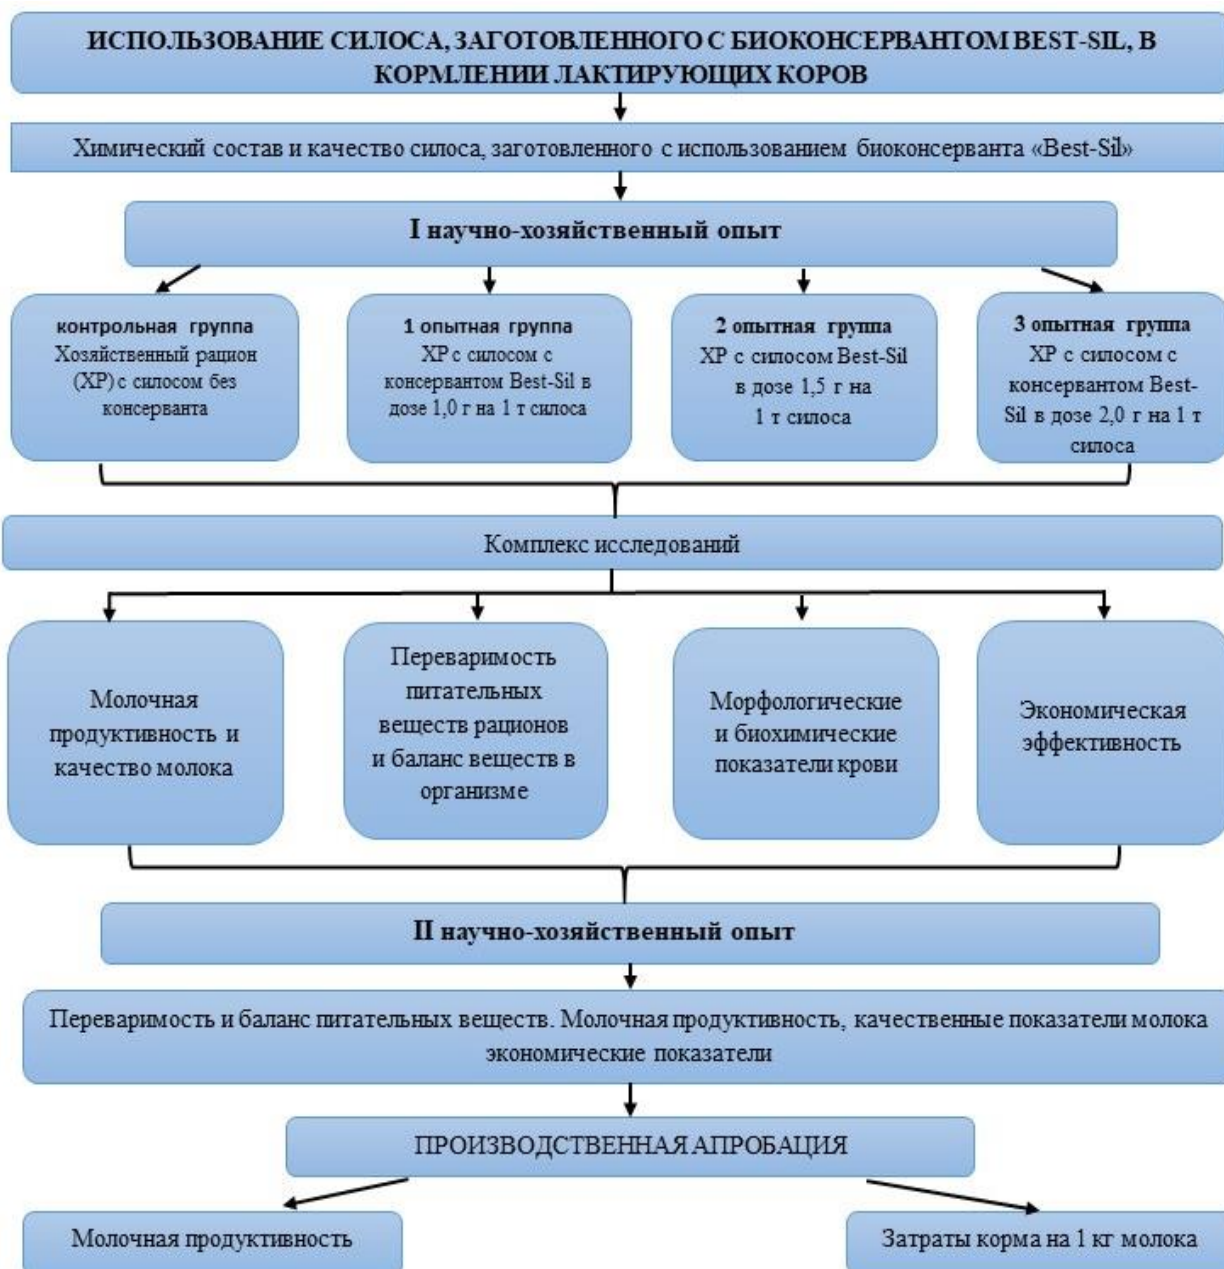 ИСПОЛЬЗОВАНИЕ СИЛОСА, ЗАГОТОВЛЕННОГО С БИОКОНСЕРВАНТОМ BEST-SIL, В
КОРМЛЕНИИ ЛАКТИРУЮЩИХ КОРОВ
Химический состав и качество силоса, заготовленного с использованием биоконсерванта «Best-Sil»
I научно-хозяйственный опыт
контрольная группа
Хозяйственный рацион
(ХР) с силосом без
консерванта
1 опытная группа
ХР с силосом с
консервантом Best-Sil в
дозе 1,0 г на 1 т силоса
2 опытная группа
ХР с силосом Best-Sil
в дозе 1,5 г на
1 т силоса
3 опытная группа
ХР с силосом с
консервантом Best-
Sil в дозе 2,0 г на 1 т
силоса
Комплекс исследований
Молочная
продуктивность и
качество молока
Переваримость
питательных
веществ рационов
и баланс веществ в
организме
Морфологические
и биохимические
показатели крови
Экономическая
эффективность
II научно-хозяйственный опыт
Переваримость и баланс питательных веществ. Молочная продуктивность, качественные показатели молока
экономические показатели
ПРОИЗВОДСТВЕННАЯ АПРОБАЦИЯ
Молочная продуктивность
Затраты корма на 1 кг молока